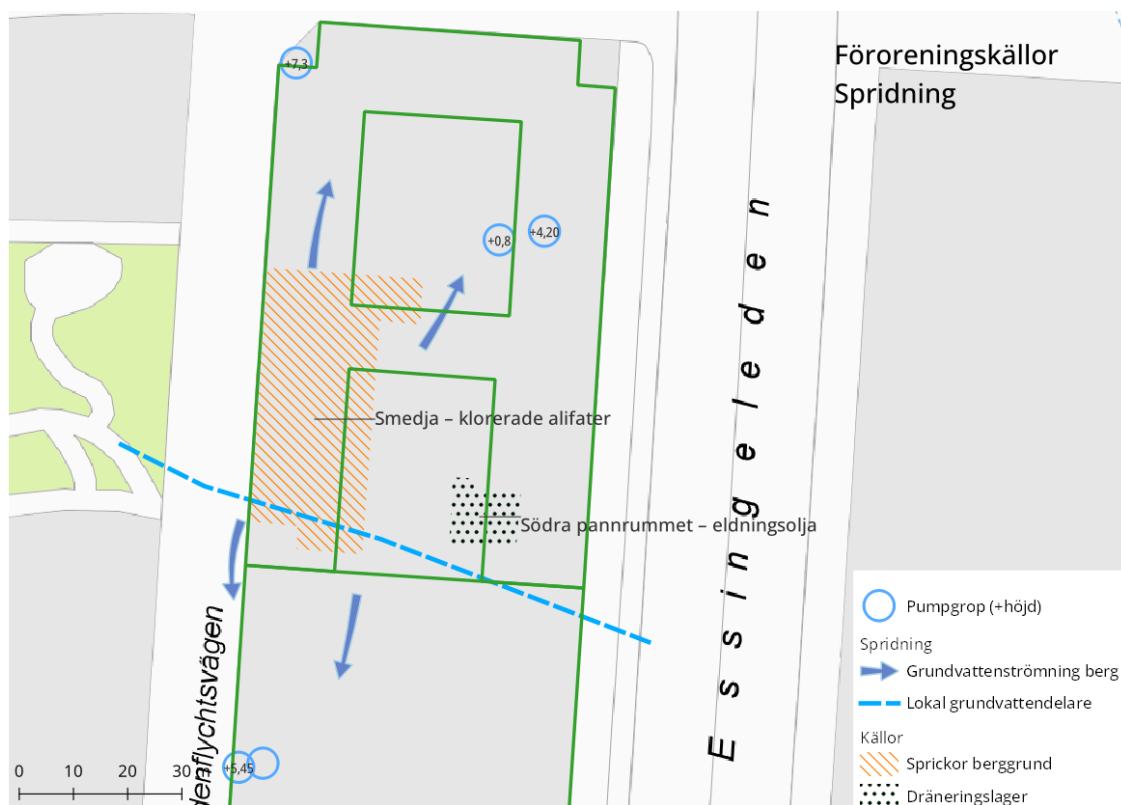 Föroreningskällor
Spridning
+7,3
+0,8
+4,20
Smedja – klorerade alifater
Södra pannrummet – eldningsolja
Essingeleden
denflychtsvägen
+5,45
0 10 20 30
Pumpgrop (+höjd)
Spridning
Grundvattenströmning berg
Lokal grundvattendelare
Källor
Sprickor berggrund
Dräneringslager